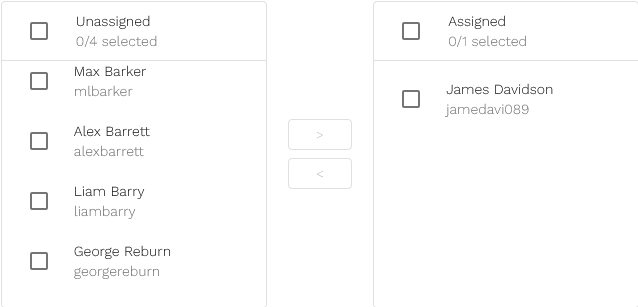 Unassigned
0/4 selected
Max Barker
mlbarker
Alex Barrett
alexbarrett
Liam Barry
liambarry
George Reburn
georgereburn
>
<
Assigned
0/1 selected
James Davidson
jamedavi089